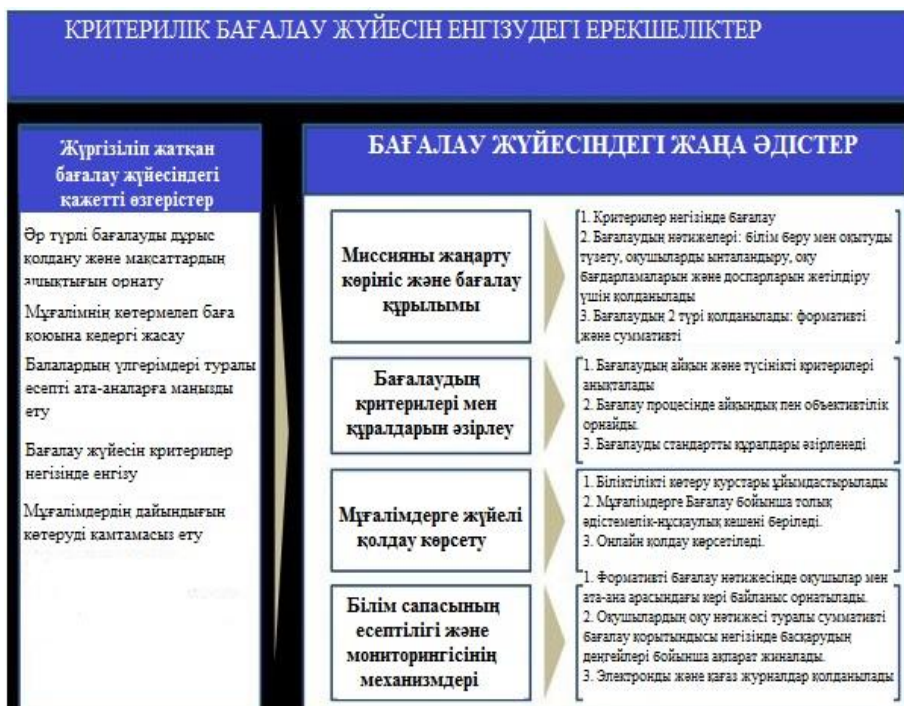 КРИТЕРИЛІК БАҒАЛАУ ЖҮЙЕСІН ЕНГІЗУДЕГІ ЕРЕКШЕЛІКТЕР
Жүргізіліп жатқан
бағалау жүйесіндегі
қажетті өзгерістер
Әр түрлі бағалауды дұрыс
қолдану және мақсаттардың
ашықтығын орнату
Мұғалімнің көтермелеп баға
қоюына кедергі жасау
Балалардың үлгерімдері туралы
есепті ата-аналарға маңызды
ету
Бағалау жүйесін критерилер
негізінде енгізу
Мұғалімдердің дайындығын
көтеруді қамтамасыз ету
БАҒАЛАУ ЖҮЙЕСІНДЕГІ ЖАҢА ӘДІСТЕР
Миссияны жаңарту
көрініс және бағалау
құрылымы
1. Критерилер негізінде бағалау
2. Бағалаудың нәтижелері: білім беру мен оқытуды
түзету, оқушыларды ынталандыру, оқу
бағдарламаларын және доспарларын жетілдіру
үшін қолданылады
3. Бағалаудың 2 түрі қолданылады: формативті
және суммативті
Бағалаудың
критерилері мен
құралдарын әзірлеу
1. Бағалаудың айқын және түсінікті критерилері
анықталады
2. Бағалау процесінде айқындық пен объективтілік
орнайды.
3. Бағалауды стандартты құралдары әзірленеді
Мұғалімдерге жүйелі
қолдау көрсету
1. Біліктілікті көтеру курстары ұйымдастырылады
2. Мұғалімдерге Бағалау бойынша толық
әдістемелік-нұсқаулық кешені беріледі.
3. Онлайн қолдау көрсетіледі.
Білім сапасының
есептілігі және
мониторингісінің
механизмдері
1. Формативті бағалау нәтижесінде оқушылар мен
ата-ана арасындағы кері байланыс орнатылады.
2. Оқушылардың оқу нәтижесі туралы суммативті
бағалау қорытындысы негізінде басқарудың
деңгейлері бойынша ақпарат жиналады.
3. Электронды және қағаз журналдар қолданылады